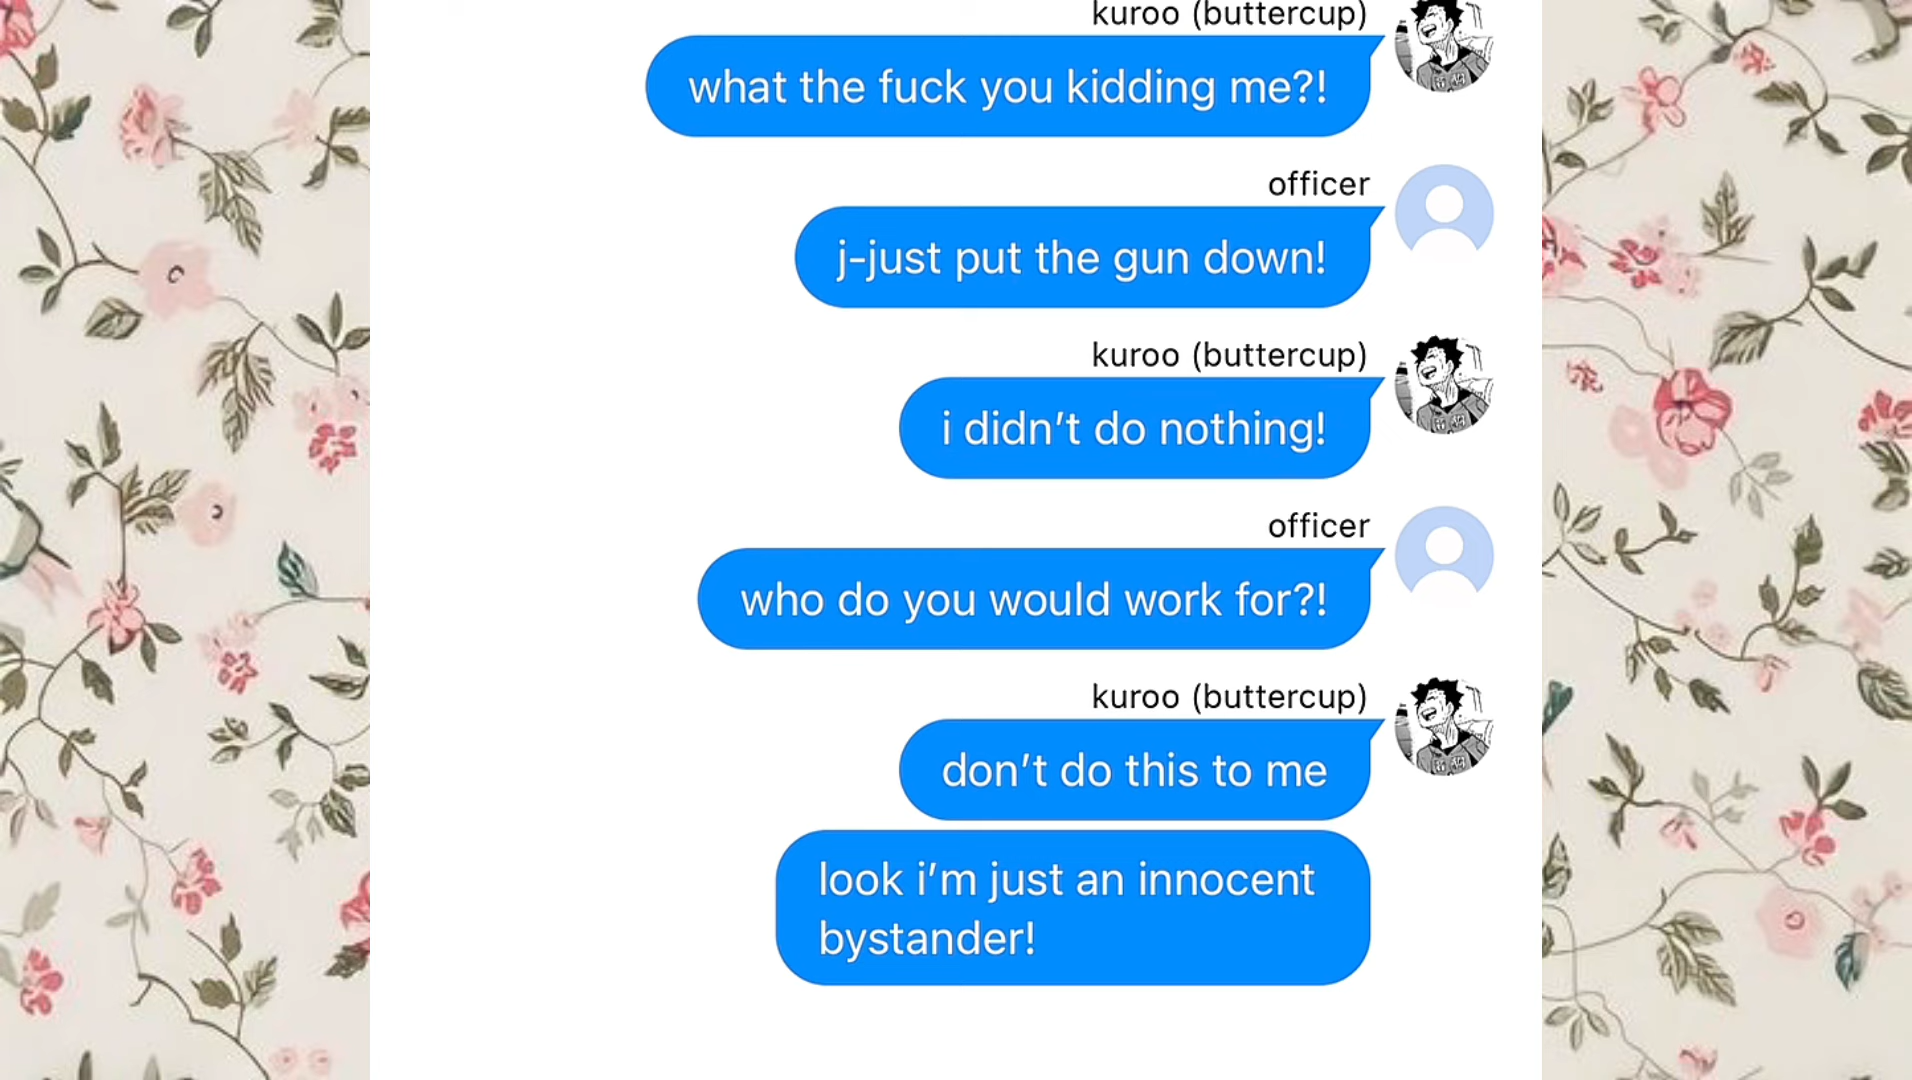 kuroo (buttercup)
what the fuck you kidding me?!
officer
j-just put the gun down!
kuroo (buttercup)
i didn’t do nothing!
officer
who do you would work for?!
kuroo (buttercup)
don’t do this to me
look i’m just an innocent
bystander!